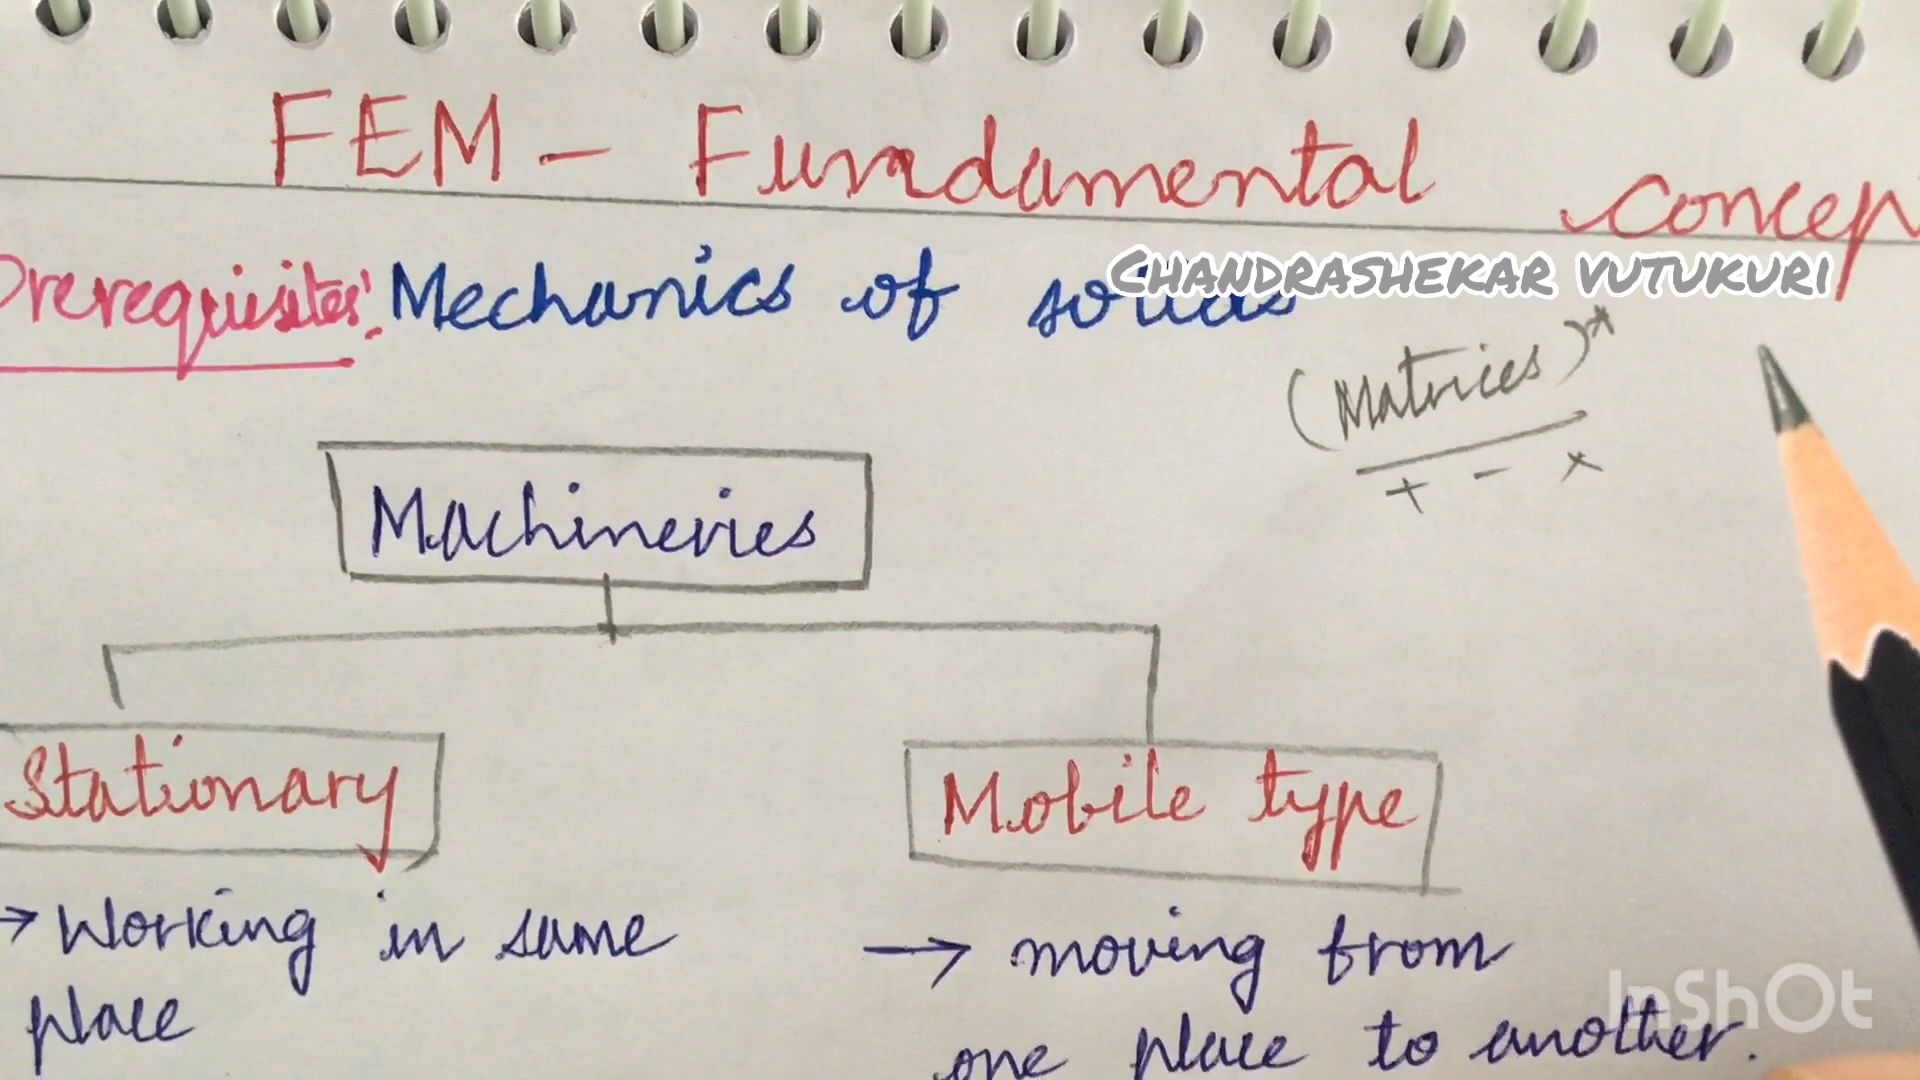 FEM - Fundamental concep
Prerequisites: Mechanics of solids
CHANDRASHEKAR VUTUKURI
(Matrices)*
+ - ×
Machineries
Stationary
Mobile type
→ Working in same
place
→ moving from
one place to another.
InShOt